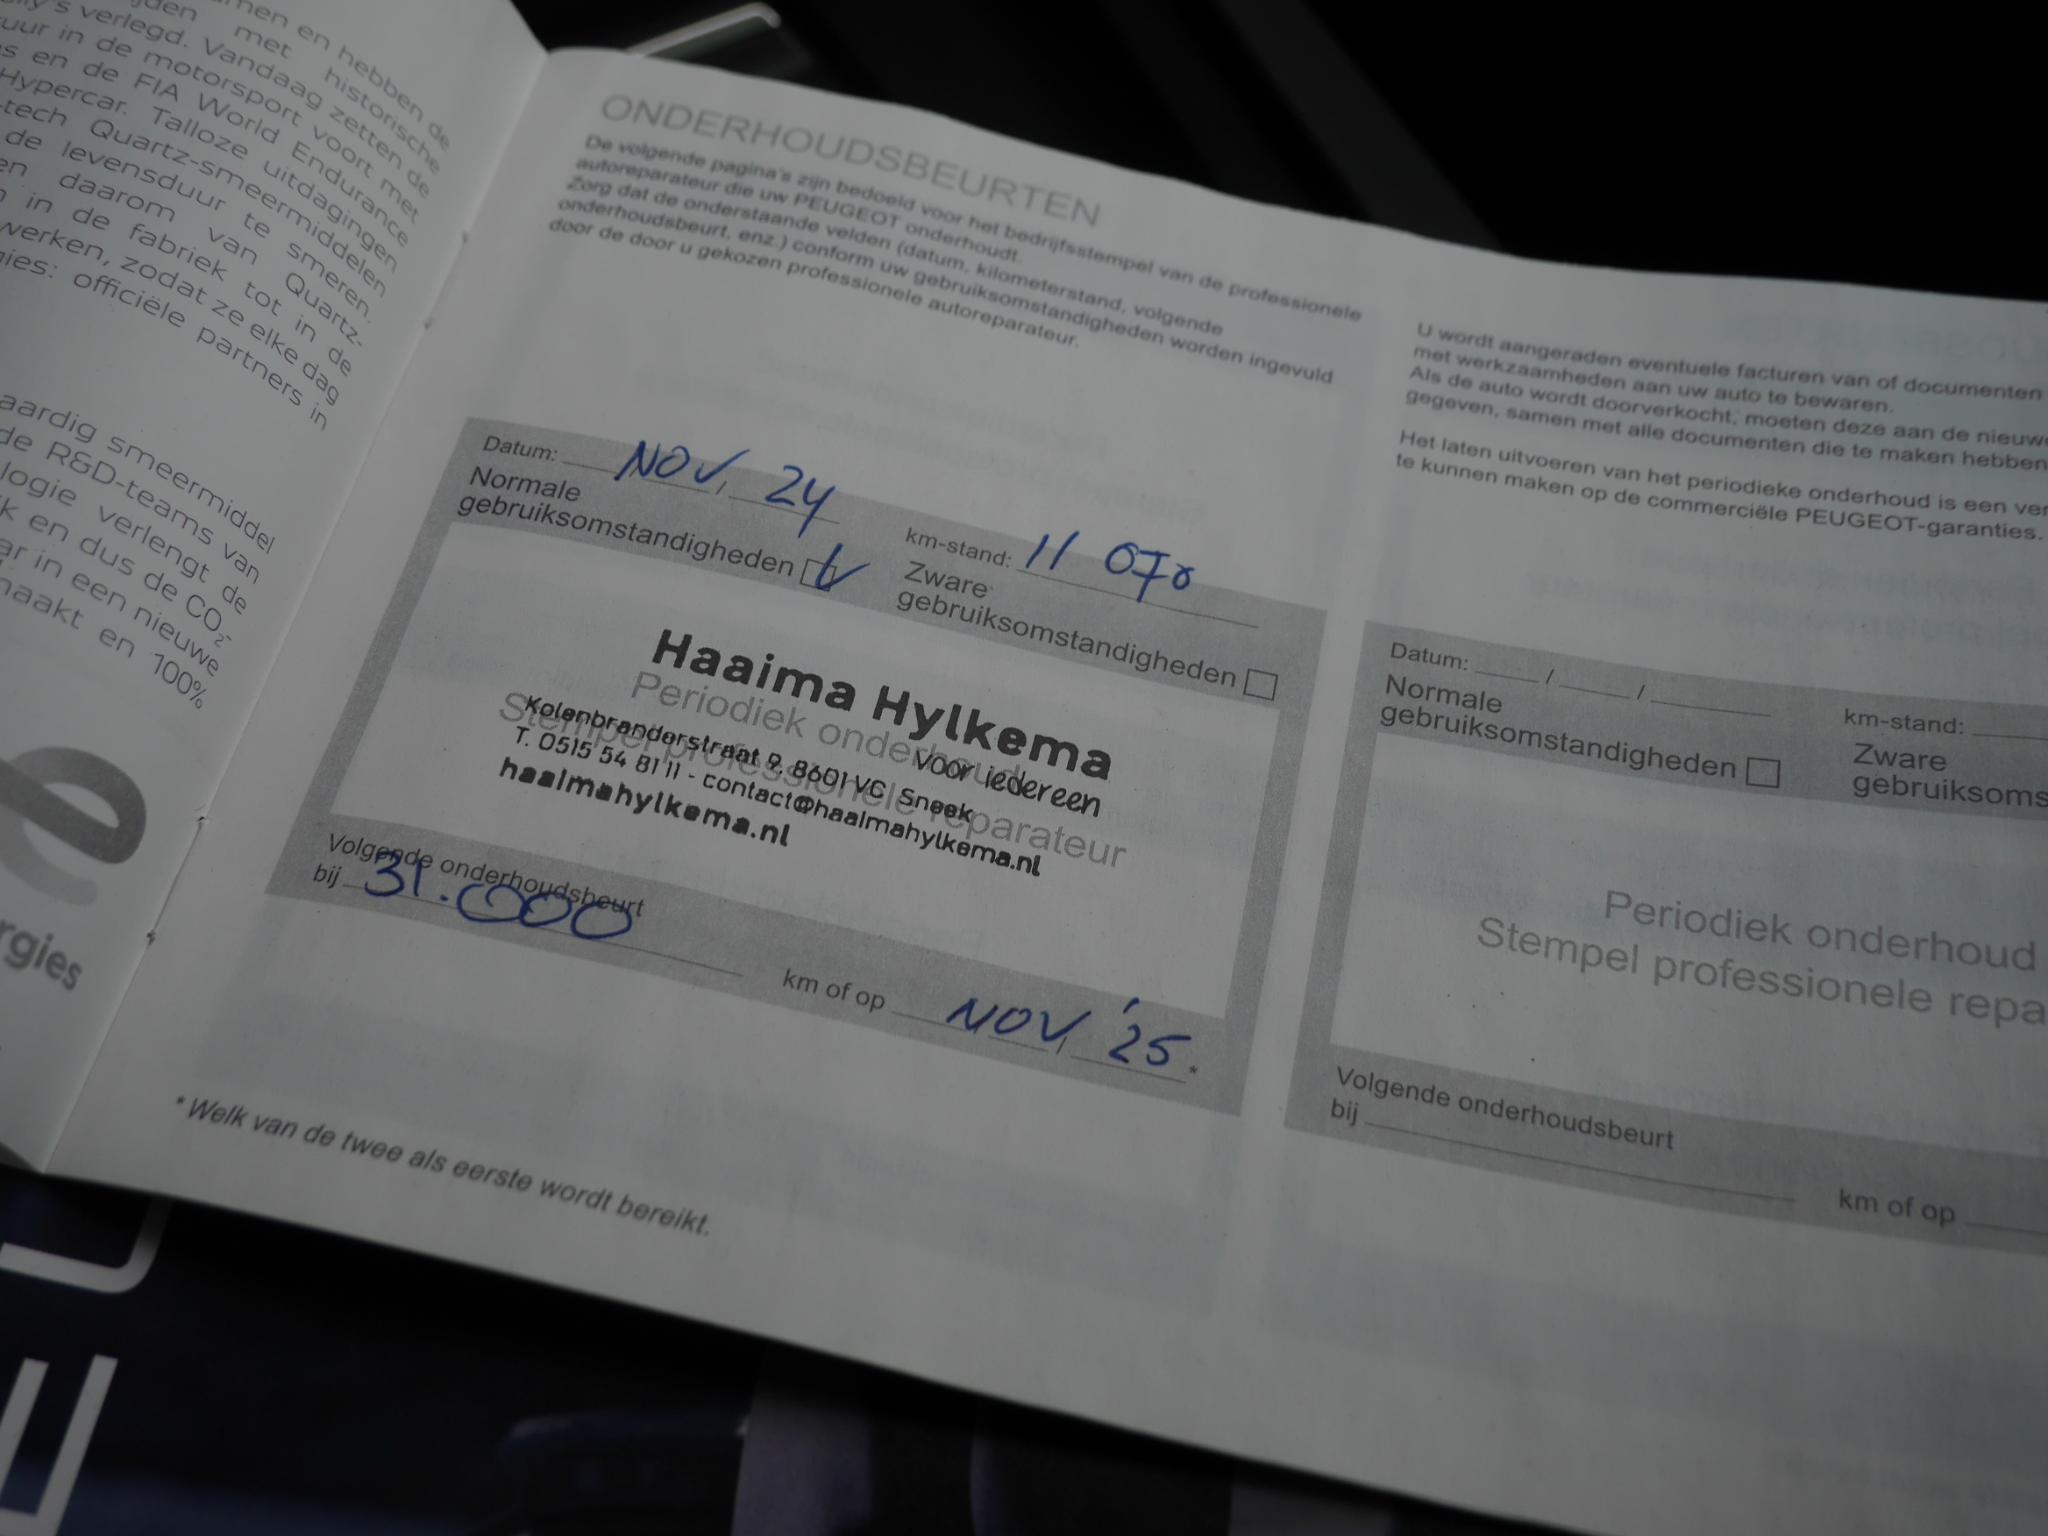 men en hebben de
lly's verlegd. Vandaag zetten de
met historische
uur in de motorsport voort met
en de FIA World Endurance
Hypercar. Talloze uitdagingen
-tech Quartz-smeermiddelen
de levensduur te smeren.
en daarom van Quartz-
in de fabriek tot in de
werken, zodat ze elke dag
gies: officiële partners in
aardig smeermiddel
de R&D-teams van
logie verlengt de
k en dus de CO₂-
ar in een nieuwe
maakt en 100%
rgies
ONDERHOUDSBEURTEN
De volgende pagina's zijn bedoeld voor het bedrijfsstempel van de professionele
autoreparateur die uw PEUGEOT onderhoudt.
Zorg dat de onderstaande velden (datum, kilometerstand, volgende
onderhoudsbeurt, enz.) conform uw gebruiksomstandigheden worden ingevuld
door de door u gekozen professionele autoreparateur.
Datum: NOV / 24
km-stand: 11 070
Normale
gebruiksomstandigheden
Zware
gebruiksomstandigheden
Haaima Hylkema
voor iedereen
Periodiek onderhoud
Stempel professionele reparateur
Kolenbranderstraat 9, 8601 VC Sneek
T. 0515 54 81 11 - contact@haaimahylkema.nl
haaimahylkema.nl
Volgende onderhoudsbeurt
bij 31.000 km of op NOV / '25 *
* Welk van de twee als eerste wordt bereikt.
U wordt aangeraden eventuele facturen van of documenten
met werkzaamheden aan uw auto te bewaren.
Als de auto wordt doorverkocht, moeten deze aan de nieuwe
gegeven, samen met alle documenten die te maken hebben
Het laten uitvoeren van het periodieke onderhoud is een ver
te kunnen maken op de commerciële PEUGEOT-garanties.
Datum: / /
km-stand:
Normale
gebruiksomstandigheden
Zware
gebruiksoms
Periodiek onderhoud
Stempel professionele repa
Volgende onderhoudsbeurt
bij km of op